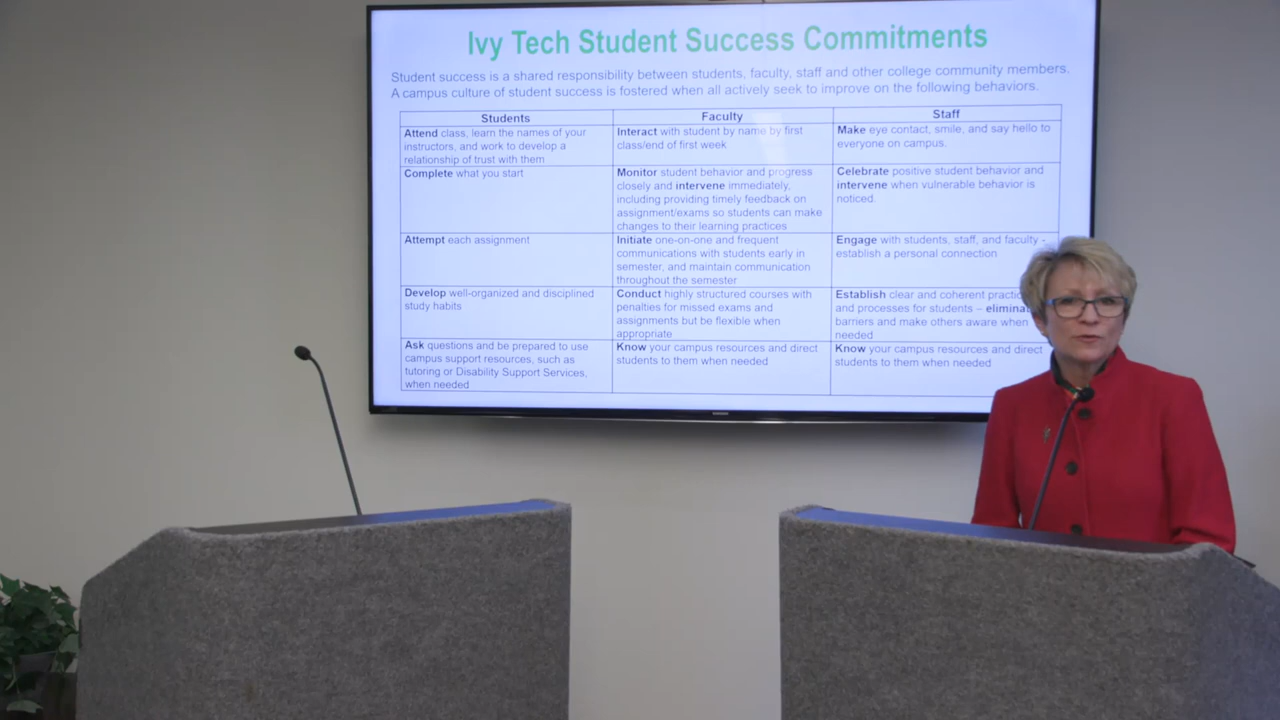 Ivy Tech Student Success Commitments
Student success is a shared responsibility between students, faculty, staff and other college community members.
A campus culture of student success is fostered when all actively seek to improve on the following behaviors.
Students
Faculty
Staff
Attend class, learn the names of your
instructors, and work to develop a
relationship of trust with them
Interact with student by name by first
class/end of first week
Make eye contact, smile, and say hello to
everyone on campus.
Complete what you start
Monitor student behavior and progress
closely and intervene immediately,
including providing timely feedback on
assignment/exams so students can make
changes to their learning practices
Celebrate positive student behavior and
intervene when vulnerable behavior is
noticed.
Attempt each assignment
Initiate one-on-one and frequent
communications with students early in
semester, and maintain communication
throughout the semester
Engage with students, staff, and faculty -
establish a personal connection
Develop well-organized and disciplined
study habits
Conduct highly structured courses with
penalties for missed exams and
assignments but be flexible when
appropriate
Establish clear and coherent
and processes for students –
barriers and make others aware when
needed
Ask questions and be prepared to use
campus support resources, such as
tutoring or Disability Support Services,
when needed
Know your campus resources and direct
students to them when needed
Know your campus resources and direct
students to them when needed